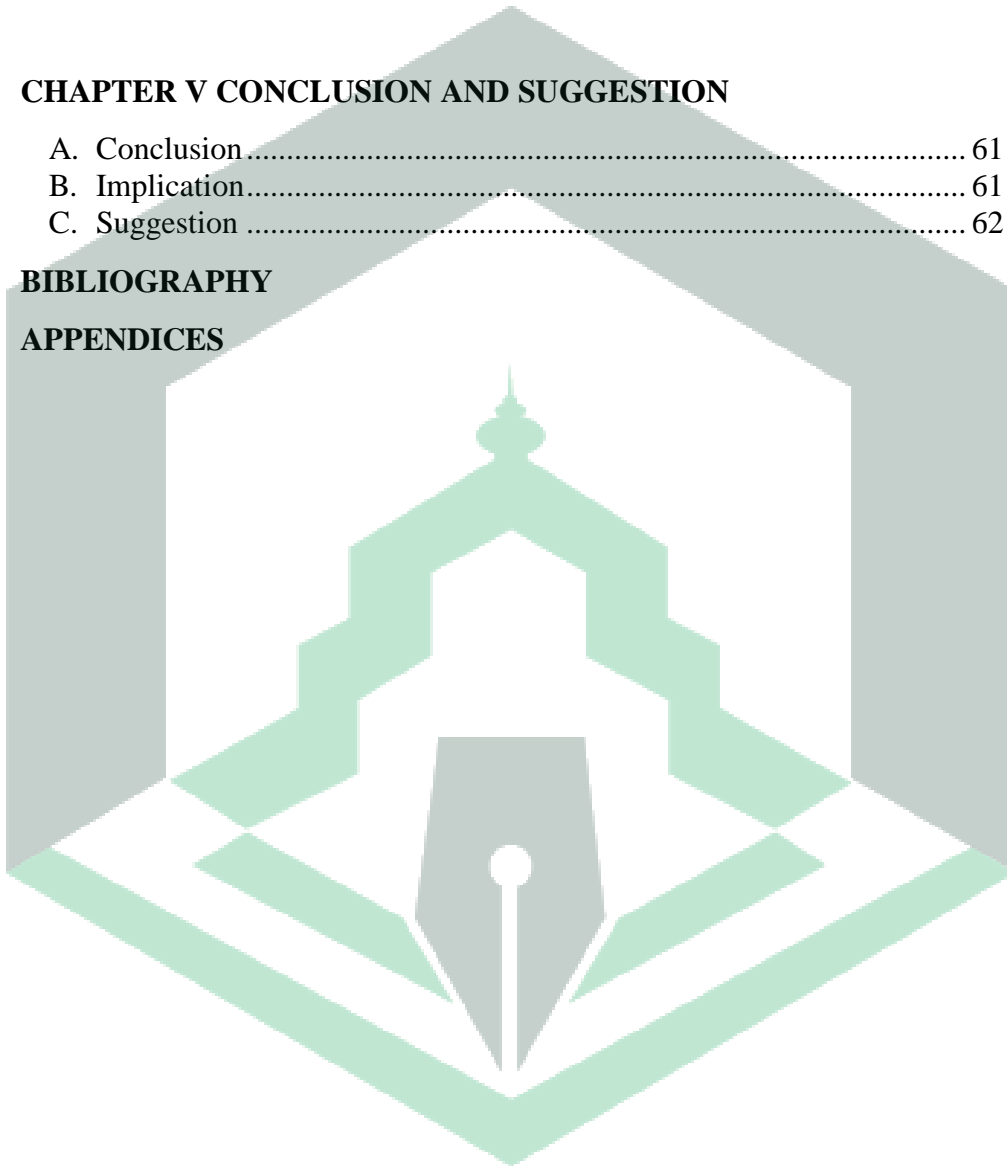 CHAPTER V CONCLUSION AND SUGGESTION
A. Conclusion.......................................................................................... 61
B. Implication.......................................................................................... 61
C. Suggestion .......................................................................................... 62
BIBLIOGRAPHY
APPENDICES